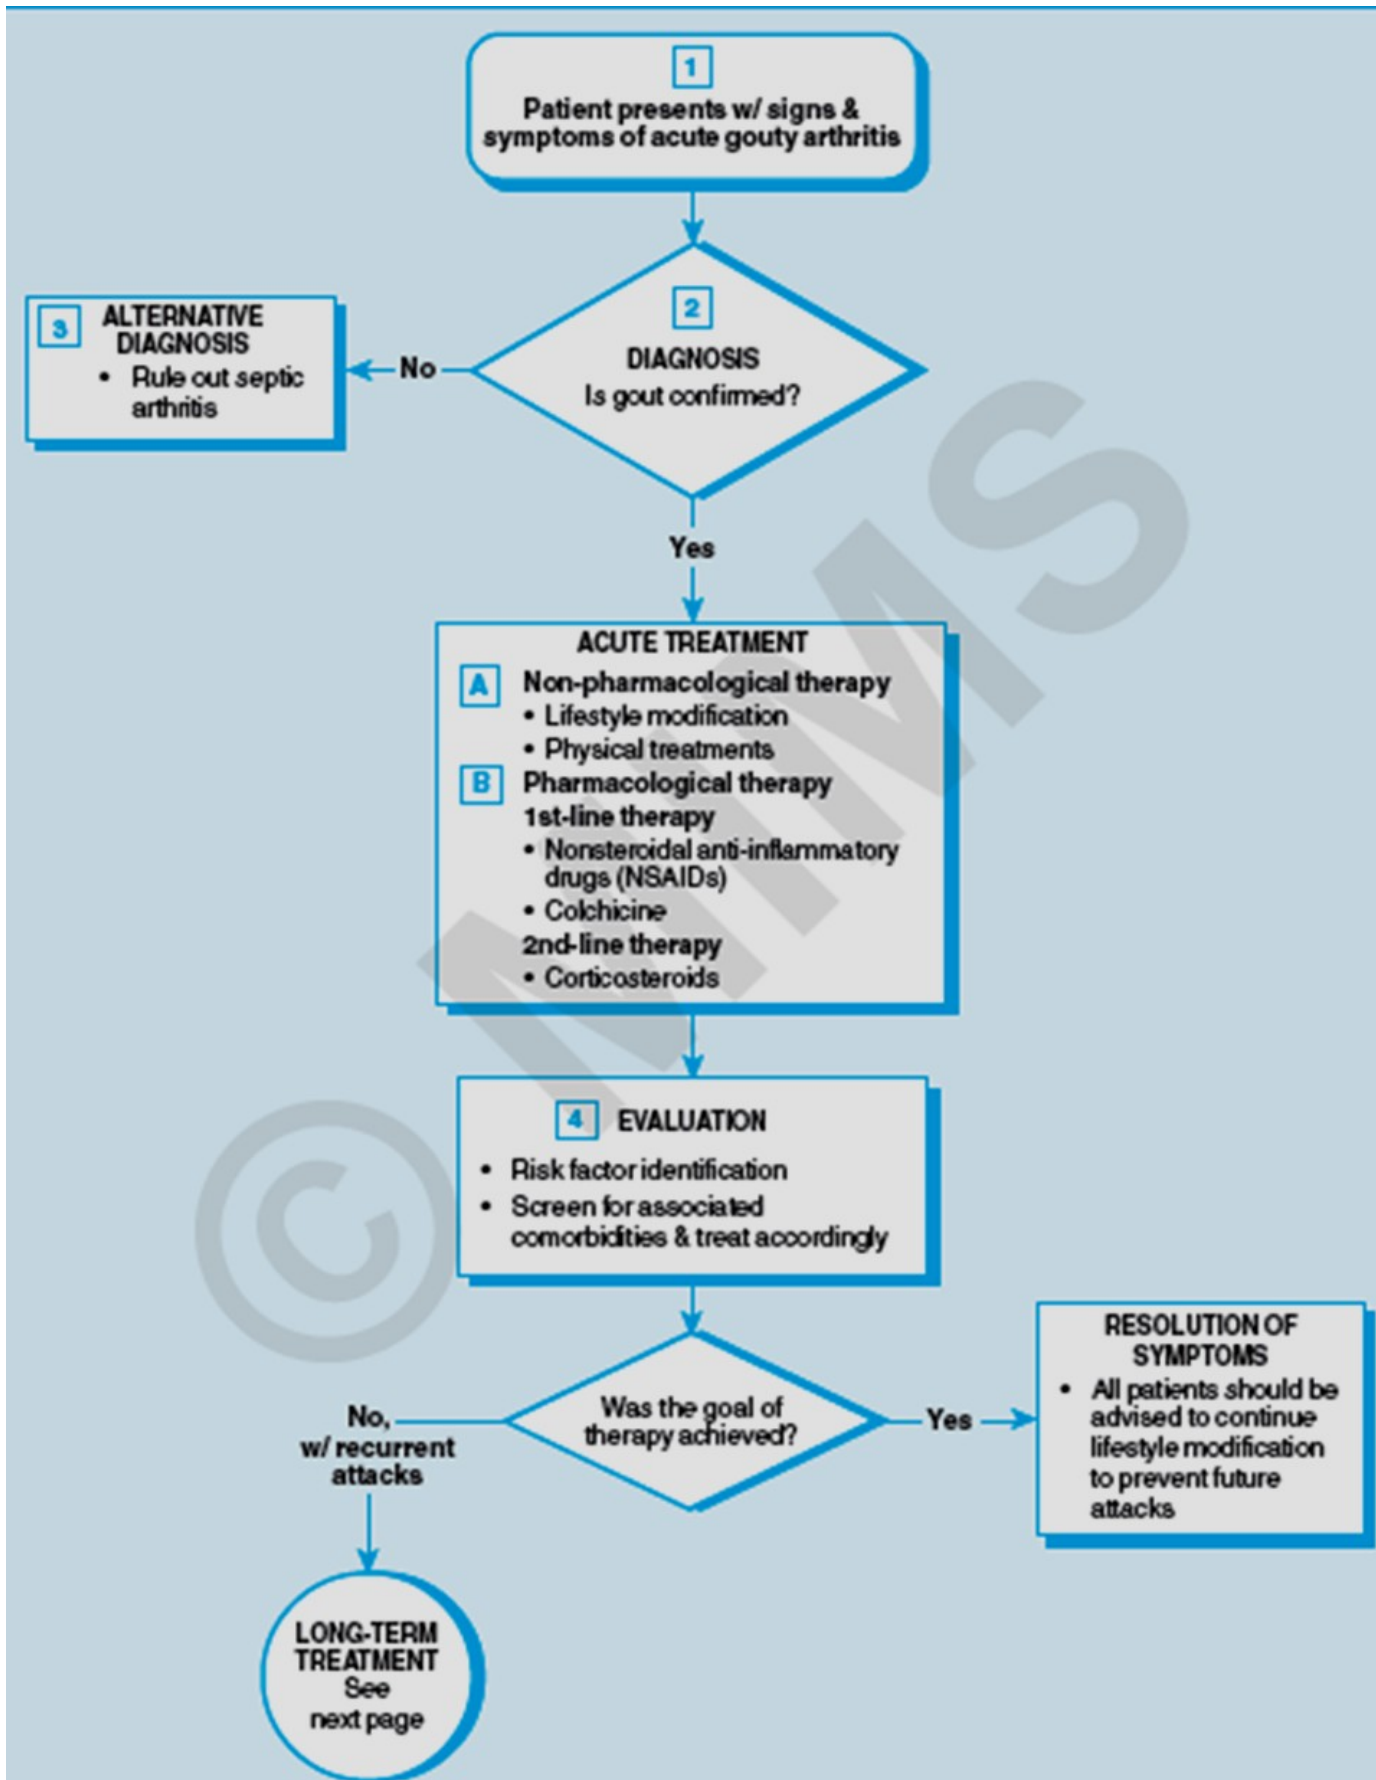 1
Patient presents w/ signs &
symptoms of acute gouty arthritis
2
DIAGNOSIS
Is gout confirmed?
No
3
ALTERNATIVE
DIAGNOSIS
• Rule out septic
arthritis
Yes
ACUTE TREATMENT
A Non-pharmacological therapy
• Lifestyle modification
• Physical treatments
B Pharmacological therapy
1st-line therapy
• Nonsteroidal anti-inflammatory
drugs (NSAIDs)
• Colchicine
2nd-line therapy
• Corticosteroids
4 EVALUATION
• Risk factor identification
• Screen for associated
comorbidities & treat accordingly
Was the goal of
therapy achieved?
Yes
RESOLUTION OF
SYMPTOMS
• All patients should be
advised to continue
lifestyle modification
to prevent future
attacks
No,
w/ recurrent
attacks
LONG-TERM
TREATMENT
See
next page
© MIMS